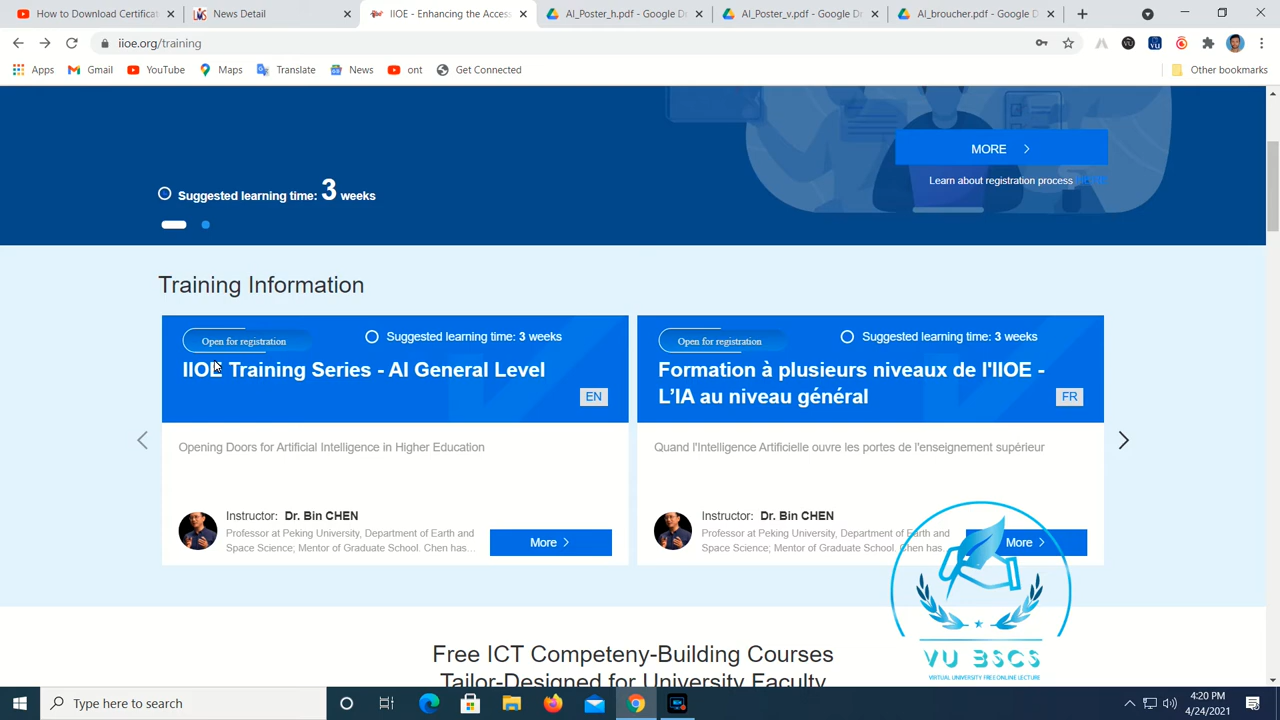 How to Download Certificat
News Detail
IIOE - Enhancing the Access
AI_Poster_h.pdf - Google D
AI_Poster_v.pdf - Google D
AI_broucher.pdf - Google D
iioe.org/training
Apps
Gmail
YouTube
Maps
Translate
News
ont
Get Connected
Other bookmarks
MORE
Learn about registration process
Suggested learning time: 3 weeks
Training Information
Open for registration
Suggested learning time: 3 weeks
IIOE Training Series - AI General Level
EN
Opening Doors for Artificial Intelligence in Higher Education
Instructor: Dr. Bin CHEN
Professor at Peking University, Department of Earth and
Space Science; Mentor of Graduate School. Chen has...
More
Open for registration
Suggested learning time: 3 weeks
Formation à plusieurs niveaux de l'IIOE -
L'IA au niveau général
FR
Quand l'Intelligence Artificielle ouvre les portes de l'enseignement supérieur
Instructor: Dr. Bin CHEN
Professor at Peking University, Department of Earth and
Space Science; Mentor of Graduate School. Chen has...
More
VU BSCS
VIRTUAL UNIVERSITY FREE ONLINE LECTURE
Free ICT Competeny-Building Courses
Tailor-Designed for University Faculty
Type here to search
4:20 PM
4/24/2021